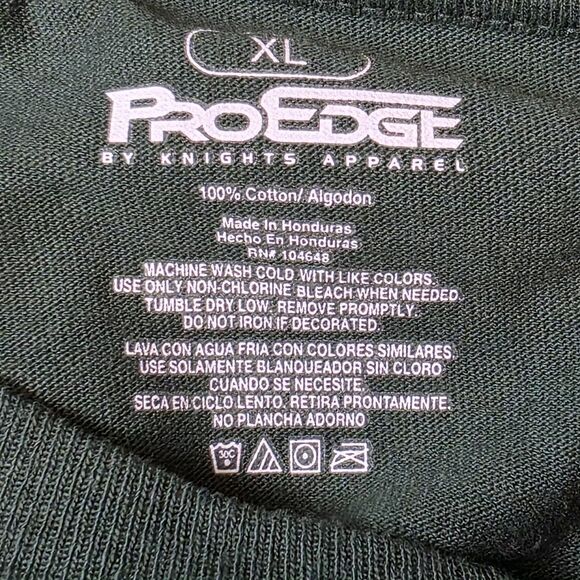 XL
PROEDGE
BY KNIGHTS APPAREL
100% Cotton/ Algodon
Made In Honduras
Hecho En Honduras
RN# 104648
MACHINE WASH COLD WITH LIKE COLORS.
USE ONLY NON-CHLORINE BLEACH WHEN NEEDED.
TUMBLE DRY LOW. REMOVE PROMPTLY.
DO NOT IRON IF DECORATED.
LAVA CON AGUA FRIA CON COLORES SIMILARES.
USE SOLAMENTE BLANQUEADOR SIN CLORO
CUANDO SE NECESITE.
SECA EN CICLO LENTO. RETIRA PRONTAMENTE.
NO PLANCHA ADORNO
30C